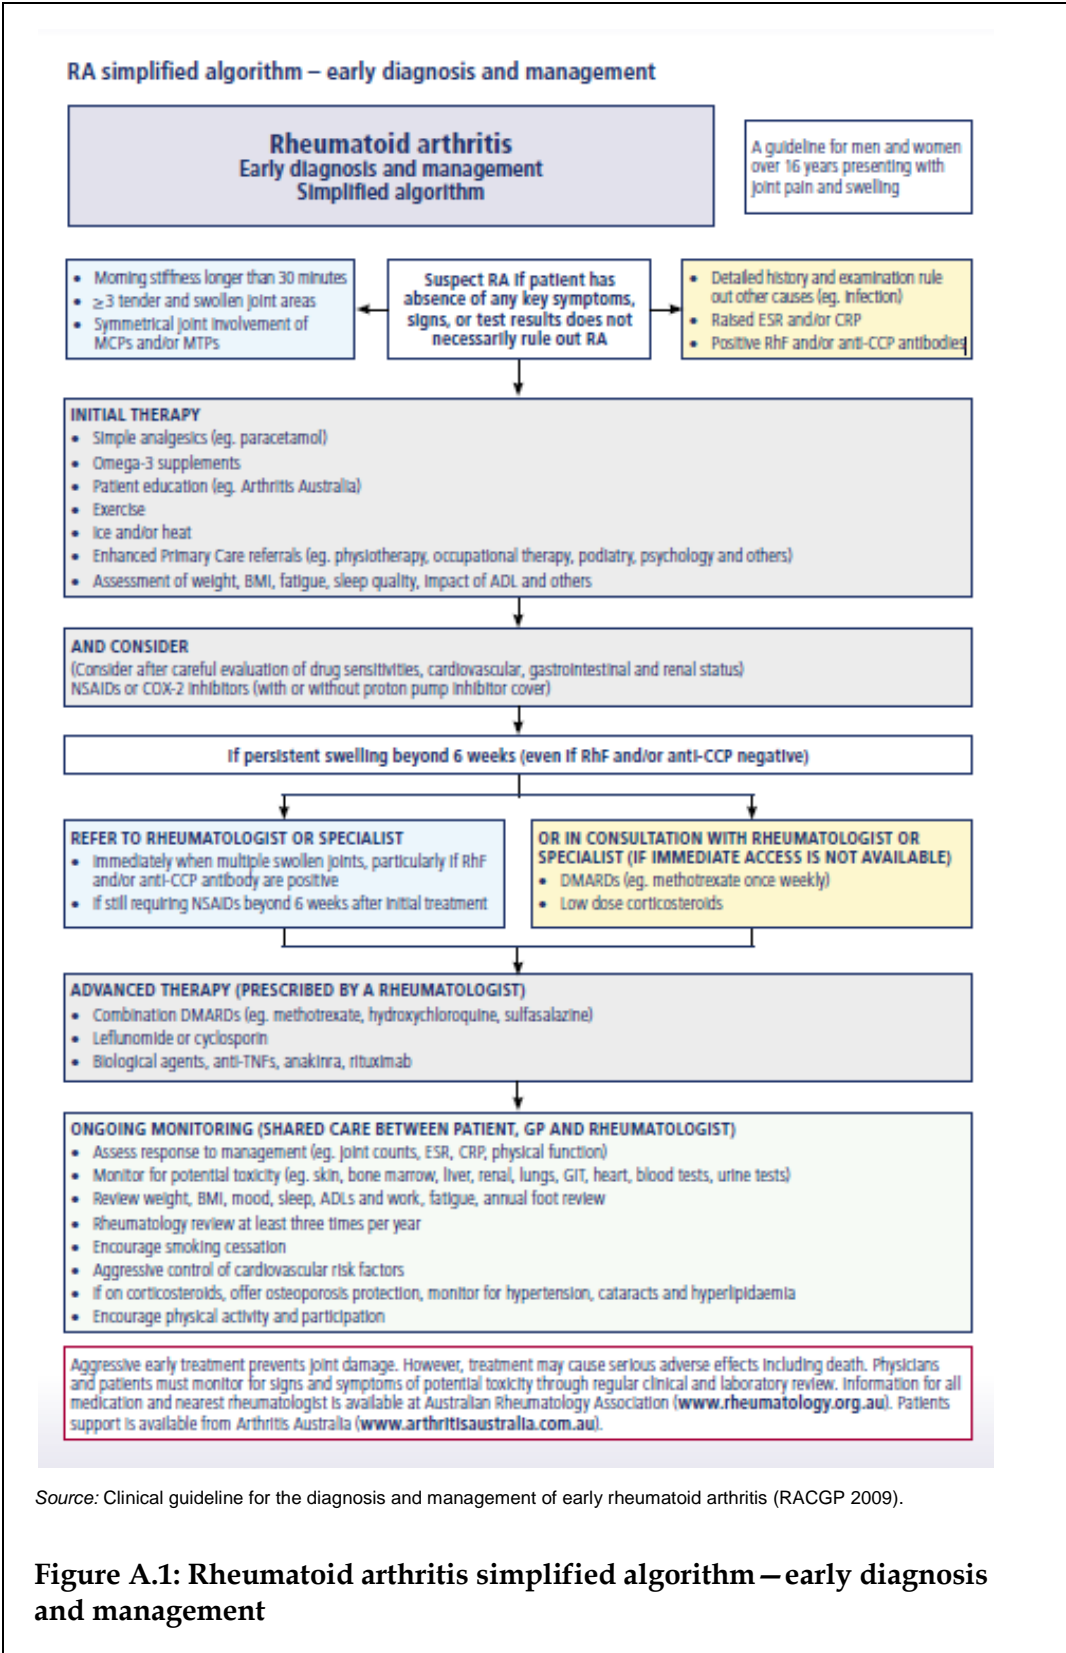 RA simplified algorithm – early diagnosis and management
Rheumatoid arthritis
Early diagnosis and management
Simplified algorithm
A guideline for men and women
over 16 years presenting with
joint pain and swelling
• Morning stiffness longer than 30 minutes
• ≥3 tender and swollen joint areas
• Symmetrical joint involvement of
MCPs and/or MTPs
Suspect RA if patient has
absence of any key symptoms,
signs, or test results does not
necessarily rule out RA
• Detailed history and examination rule
out other causes (eg. infection)
• Raised ESR and/or CRP
• Positive RhF and/or anti-CCP antibodies
INITIAL THERAPY
• Simple analgesics (eg. paracetamol)
• Omega-3 supplements
• Patient education (eg. Arthritis Australia)
• Exercise
• Ice and/or heat
• Enhanced Primary Care referrals (eg. physiotherapy, occupational therapy, podiatry, psychology and others)
• Assessment of weight, BMI, fatigue, sleep quality, impact of ADL and others
AND CONSIDER
(Consider after careful evaluation of drug sensitivities, cardiovascular, gastrointestinal and renal status)
NSAIDs or COX-2 inhibitors (with or without proton pump inhibitor cover)
If persistent swelling beyond 6 weeks (even if RhF and/or anti-CCP negative)
REFER TO RHEUMATOLOGIST OR SPECIALIST
• Immediately when multiple swollen joints, particularly if RhF
and/or anti-CCP antibody are positive
• If still requiring NSAIDs beyond 6 weeks after initial treatment
OR IN CONSULTATION WITH RHEUMATOLOGIST OR
SPECIALIST (IF IMMEDIATE ACCESS IS NOT AVAILABLE)
• DMARDs (eg. methotrexate once weekly)
• Low dose corticosteroids
ADVANCED THERAPY (PRESCRIBED BY A RHEUMATOLOGIST)
• Combination DMARDs (eg. methotrexate, hydroxychloroquine, sulfasalazine)
• Leflunomide or cyclosporin
• Biological agents, anti-TNFs, anakinra, rituximab
ONGOING MONITORING (SHARED CARE BETWEEN PATIENT, GP AND RHEUMATOLOGIST)
• Assess response to management (eg. joint counts, ESR, CRP, physical function)
• Monitor for potential toxicity (eg. skin, bone marrow, liver, renal, lungs, GIT, heart, blood tests, urine tests)
• Review weight, BMI, mood, sleep, ADLs and work, fatigue, annual foot review
• Rheumatology review at least three times per year
• Encourage smoking cessation
• Aggressive control of cardiovascular risk factors
• If on corticosteroids, offer osteoporosis protection, monitor for hypertension, cataracts and hyperlipidaemia
• Encourage physical activity and participation
Aggressive early treatment prevents joint damage. However, treatment may cause serious adverse effects including death. Physicians
and patients must monitor for signs and symptoms of potential toxicity through regular clinical and laboratory review. Information for all
medication and nearest rheumatologist is available at Australian Rheumatology Association (www.rheumatology.org.au). Patients
support is available from Arthritis Australia (www.arthritisaustralia.com.au).
Source: Clinical guideline for the diagnosis and management of early rheumatoid arthritis (RACGP 2009).
Figure A.1: Rheumatoid arthritis simplified algorithm—early diagnosis
and management